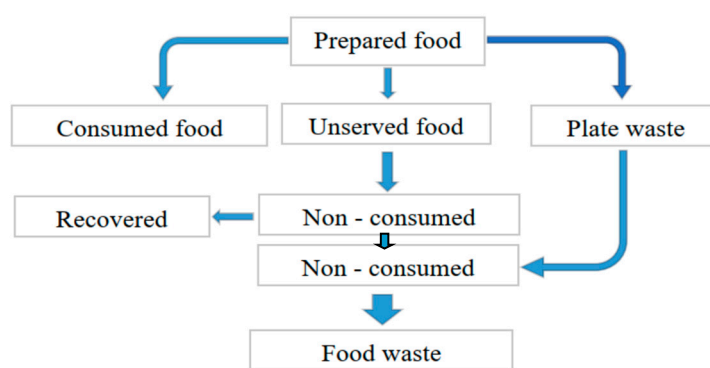 Prepared food
Consumed food
Unserved food
Plate waste
Recovered
Non - consumed
Non - consumed
Food waste